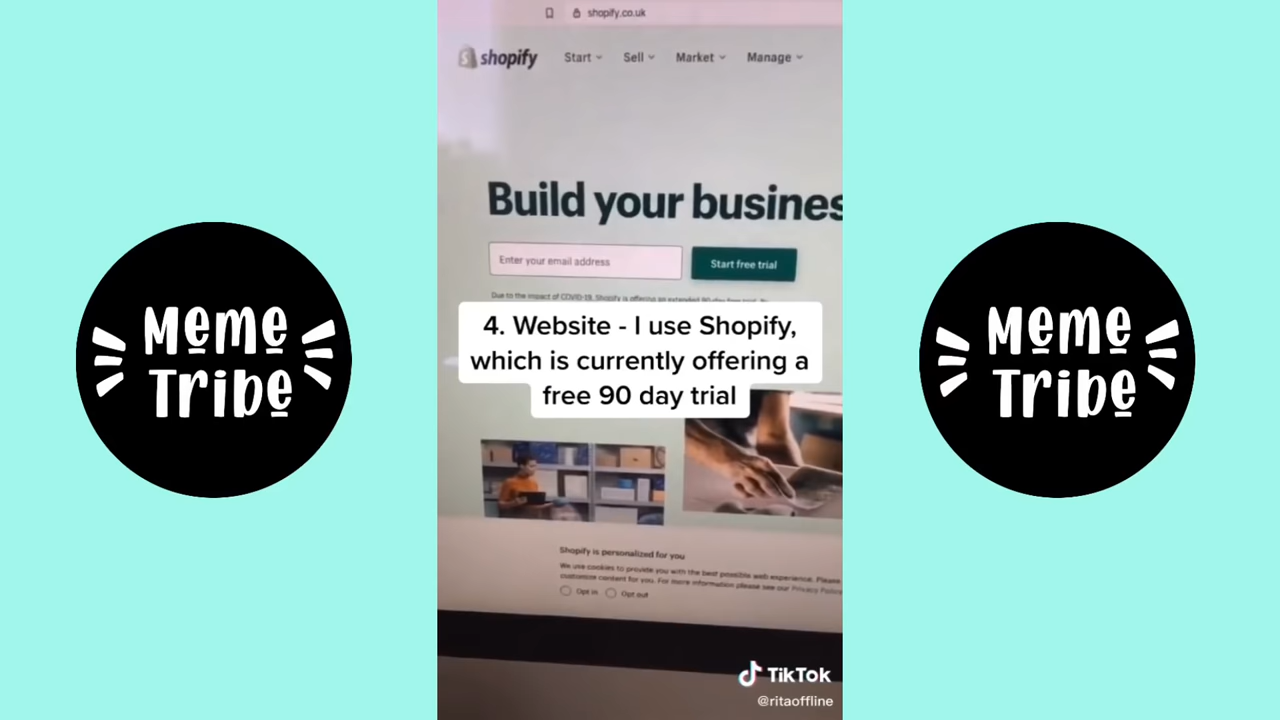 shopify.co.uk
shopify Start Sell Market Manage
Build your busines
Enter your email address Start free trial
Due to the impact of COVID-19, Shopify is offering an extended 90-day free trial.
4. Website - I use Shopify,
which is currently offering a
free 90 day trial
Meme
Tribe
Meme
Tribe
Shopify is personalized for you
We use cookies to provide you with the best possible web experience. Please
customize content for you. For more information please see our Privacy Policy
Opt in Opt out
TikTok
@ritaoffline